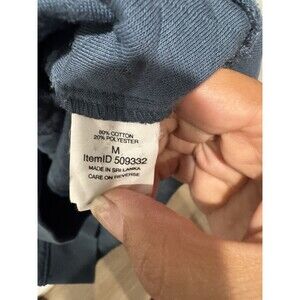 80% COTTON
20% POLYESTER
M
ItemID 509332
MADE IN SRI LANKA
CARE ON REVERSE